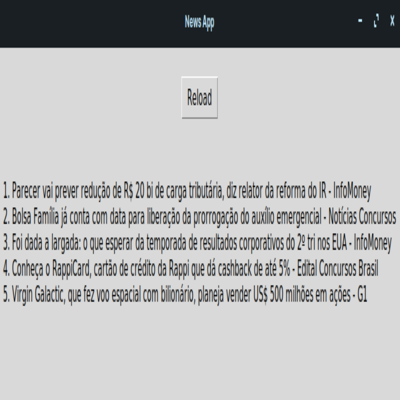 News App
Reload
1. Parecer vai prever redução de R$ 20 bi de carga tributária, diz relator da reforma do IR - InfoMoney
2. Bolsa Família já conta com data para liberação da prorrogação do auxílio emergencial - Notícias Concursos
3. Foi dada a largada: o que esperar da temporada de resultados corporativos do 2º tri nos EUA - InfoMoney
4. Conheça o RappiCard, cartão de crédito da Rappi que dá cashback de até 5% - Edital Concursos Brasil
5. Virgin Galactic, que fez voo espacial com bilionário, planeja vender US$ 500 milhões em ações - G1